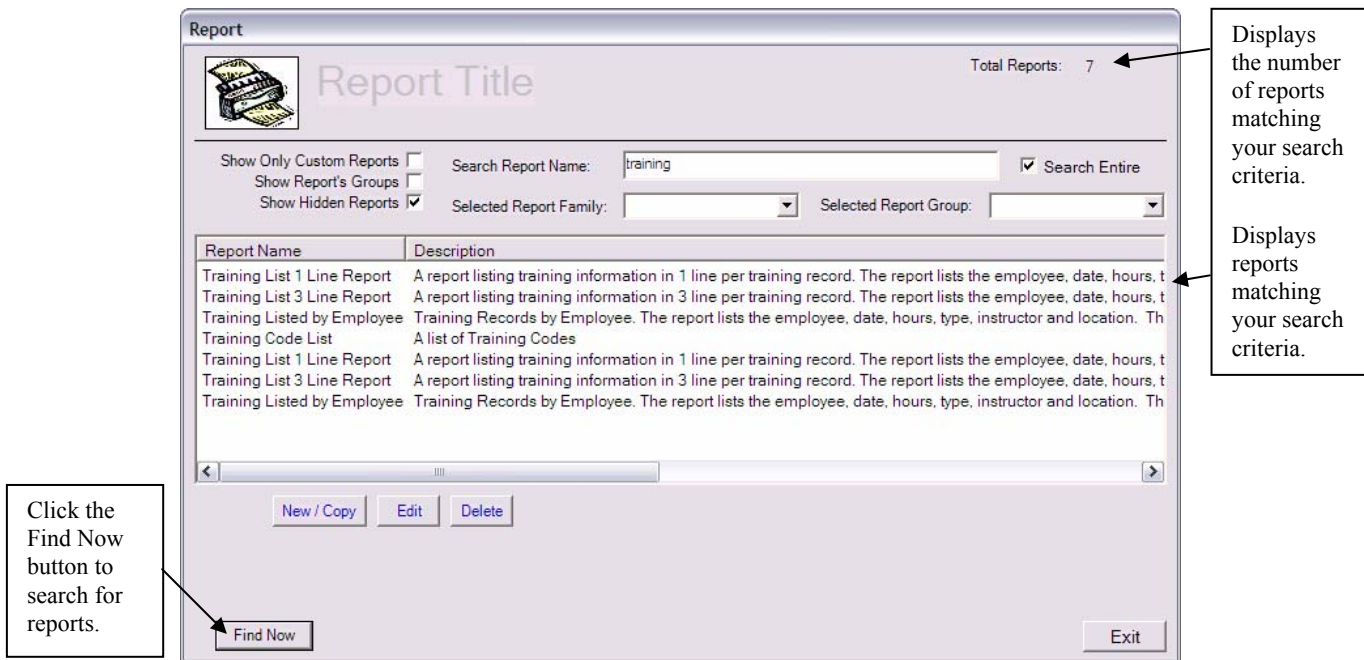 Report
Report Title
Total Reports: 7
Show Only Custom Reports
Show Report's Groups
Show Hidden Reports
Search Report Name: training
Search Entire
Selected Report Family:
Selected Report Group:
Report Name Description
Training List 1 Line Report A report listing training information in 1 line per training record. The report lists the employee, date, hours, t
Training List 3 Line Report A report listing training information in 3 line per training record. The report lists the employee, date, hours, t
Training Listed by Employee Training Records by Employee. The report lists the employee, date, hours, type, instructor and location. Th
Training Code List A list of Training Codes
Training List 1 Line Report A report listing training information in 1 line per training record. The report lists the employee, date, hours, t
Training List 3 Line Report A report listing training information in 3 line per training record. The report lists the employee, date, hours, t
Training Listed by Employee Training Records by Employee. The report lists the employee, date, hours, type, instructor and location. Th
New / Copy Edit Delete
Find Now Exit
Displays
the number
of reports
matching
your search
criteria.
Displays
reports
matching
your search
criteria.
Click the
Find Now
button to
search for
reports.